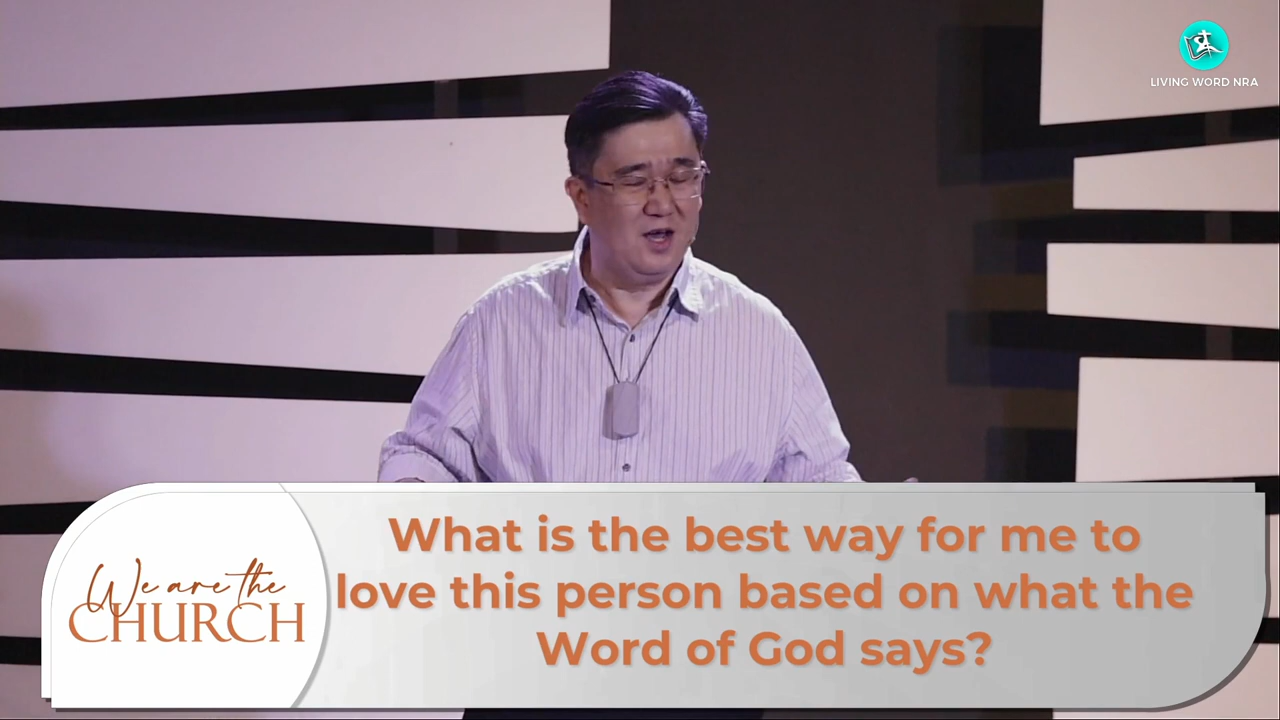 LIVING WORD NRA
We are the
CHURCH
What is the best way for me to
love this person based on what the
Word of God says?